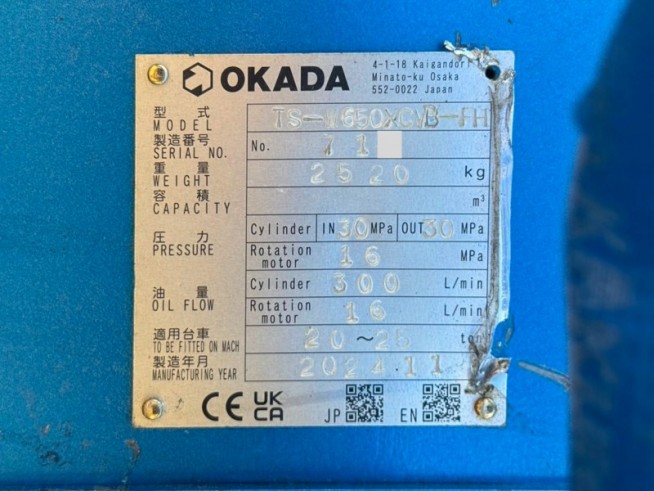 OKADA
4-1-18 Kaigandori
Minato-ku Osaka
552-0022 Japan
型 式
MODEL
製造番号
SERIAL NO. No. 71
重 量
WEIGHT 2520 kg
容 積
CAPACITY m³
圧 力
PRESSURE
Cylinder IN 30 MPa OUT 30 MPa
Rotation motor 16 MPa
油 量
OIL FLOW
Cylinder 300 L/min
Rotation motor 16 L/min
適用台車
TO BE FITTED ON MACH 20~25 ton
製造年月
MANUFACTURING YEAR 2024.11
CE UK CA JP EN